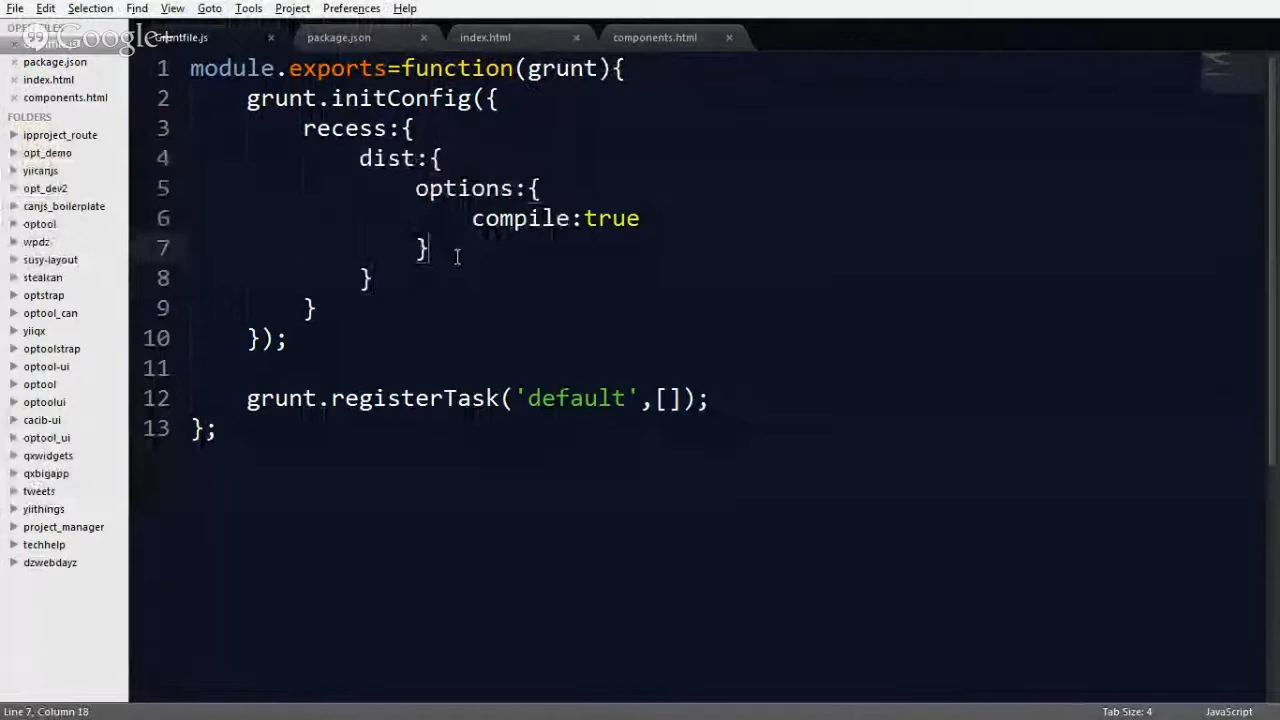 File Edit Selection Find View Goto Tools Project Preferences Help
Google+
Gruntfile.js package.json index.html components.html
package.json
index.html
components.html
FOLDERS
ipproject_route
opt_demo
yiicanjs
opt_dev2
canjs_boilerplate
optool
wpdz
susy-layout
stealcan
optstrap
optool_can
yiiqx
optoolstrap
optool-ui
optool
optoolui
cacib-ui
optool_ui
qxwidgets
qxbigapp
tweets
yiithings
project_manager
techhelp
dzwebdayz
1 module.exports=function(grunt){
2 grunt.initConfig({
3 recess:{
4 dist:{
5 options:{
6 compile:true
7 }
8 }
9 }
10 });
11
12 grunt.registerTask('default',[]);
13 };
Line 7, Column 18 Tab Size: 4 JavaScript